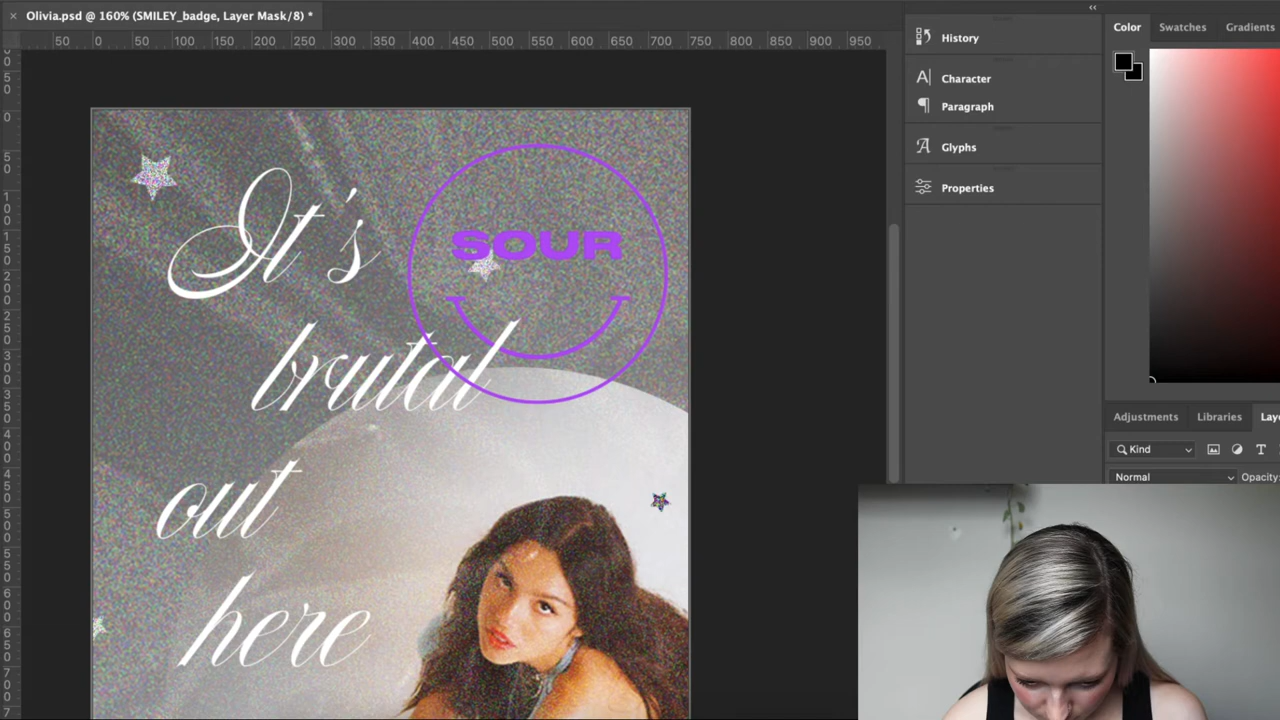 × Olivia.psd @ 160% (SMILEY_badge, Layer Mask/8) *
50 0 50 100 150 200 250 300 350 400 450 500 550 600 650 700 750 800 850 900 950
History
Character
Paragraph
Glyphs
Properties
Color Swatches Gradients
It's
brutal
out
here
SOUR
Adjustments Libraries Lay
Kind
Normal Opacity: